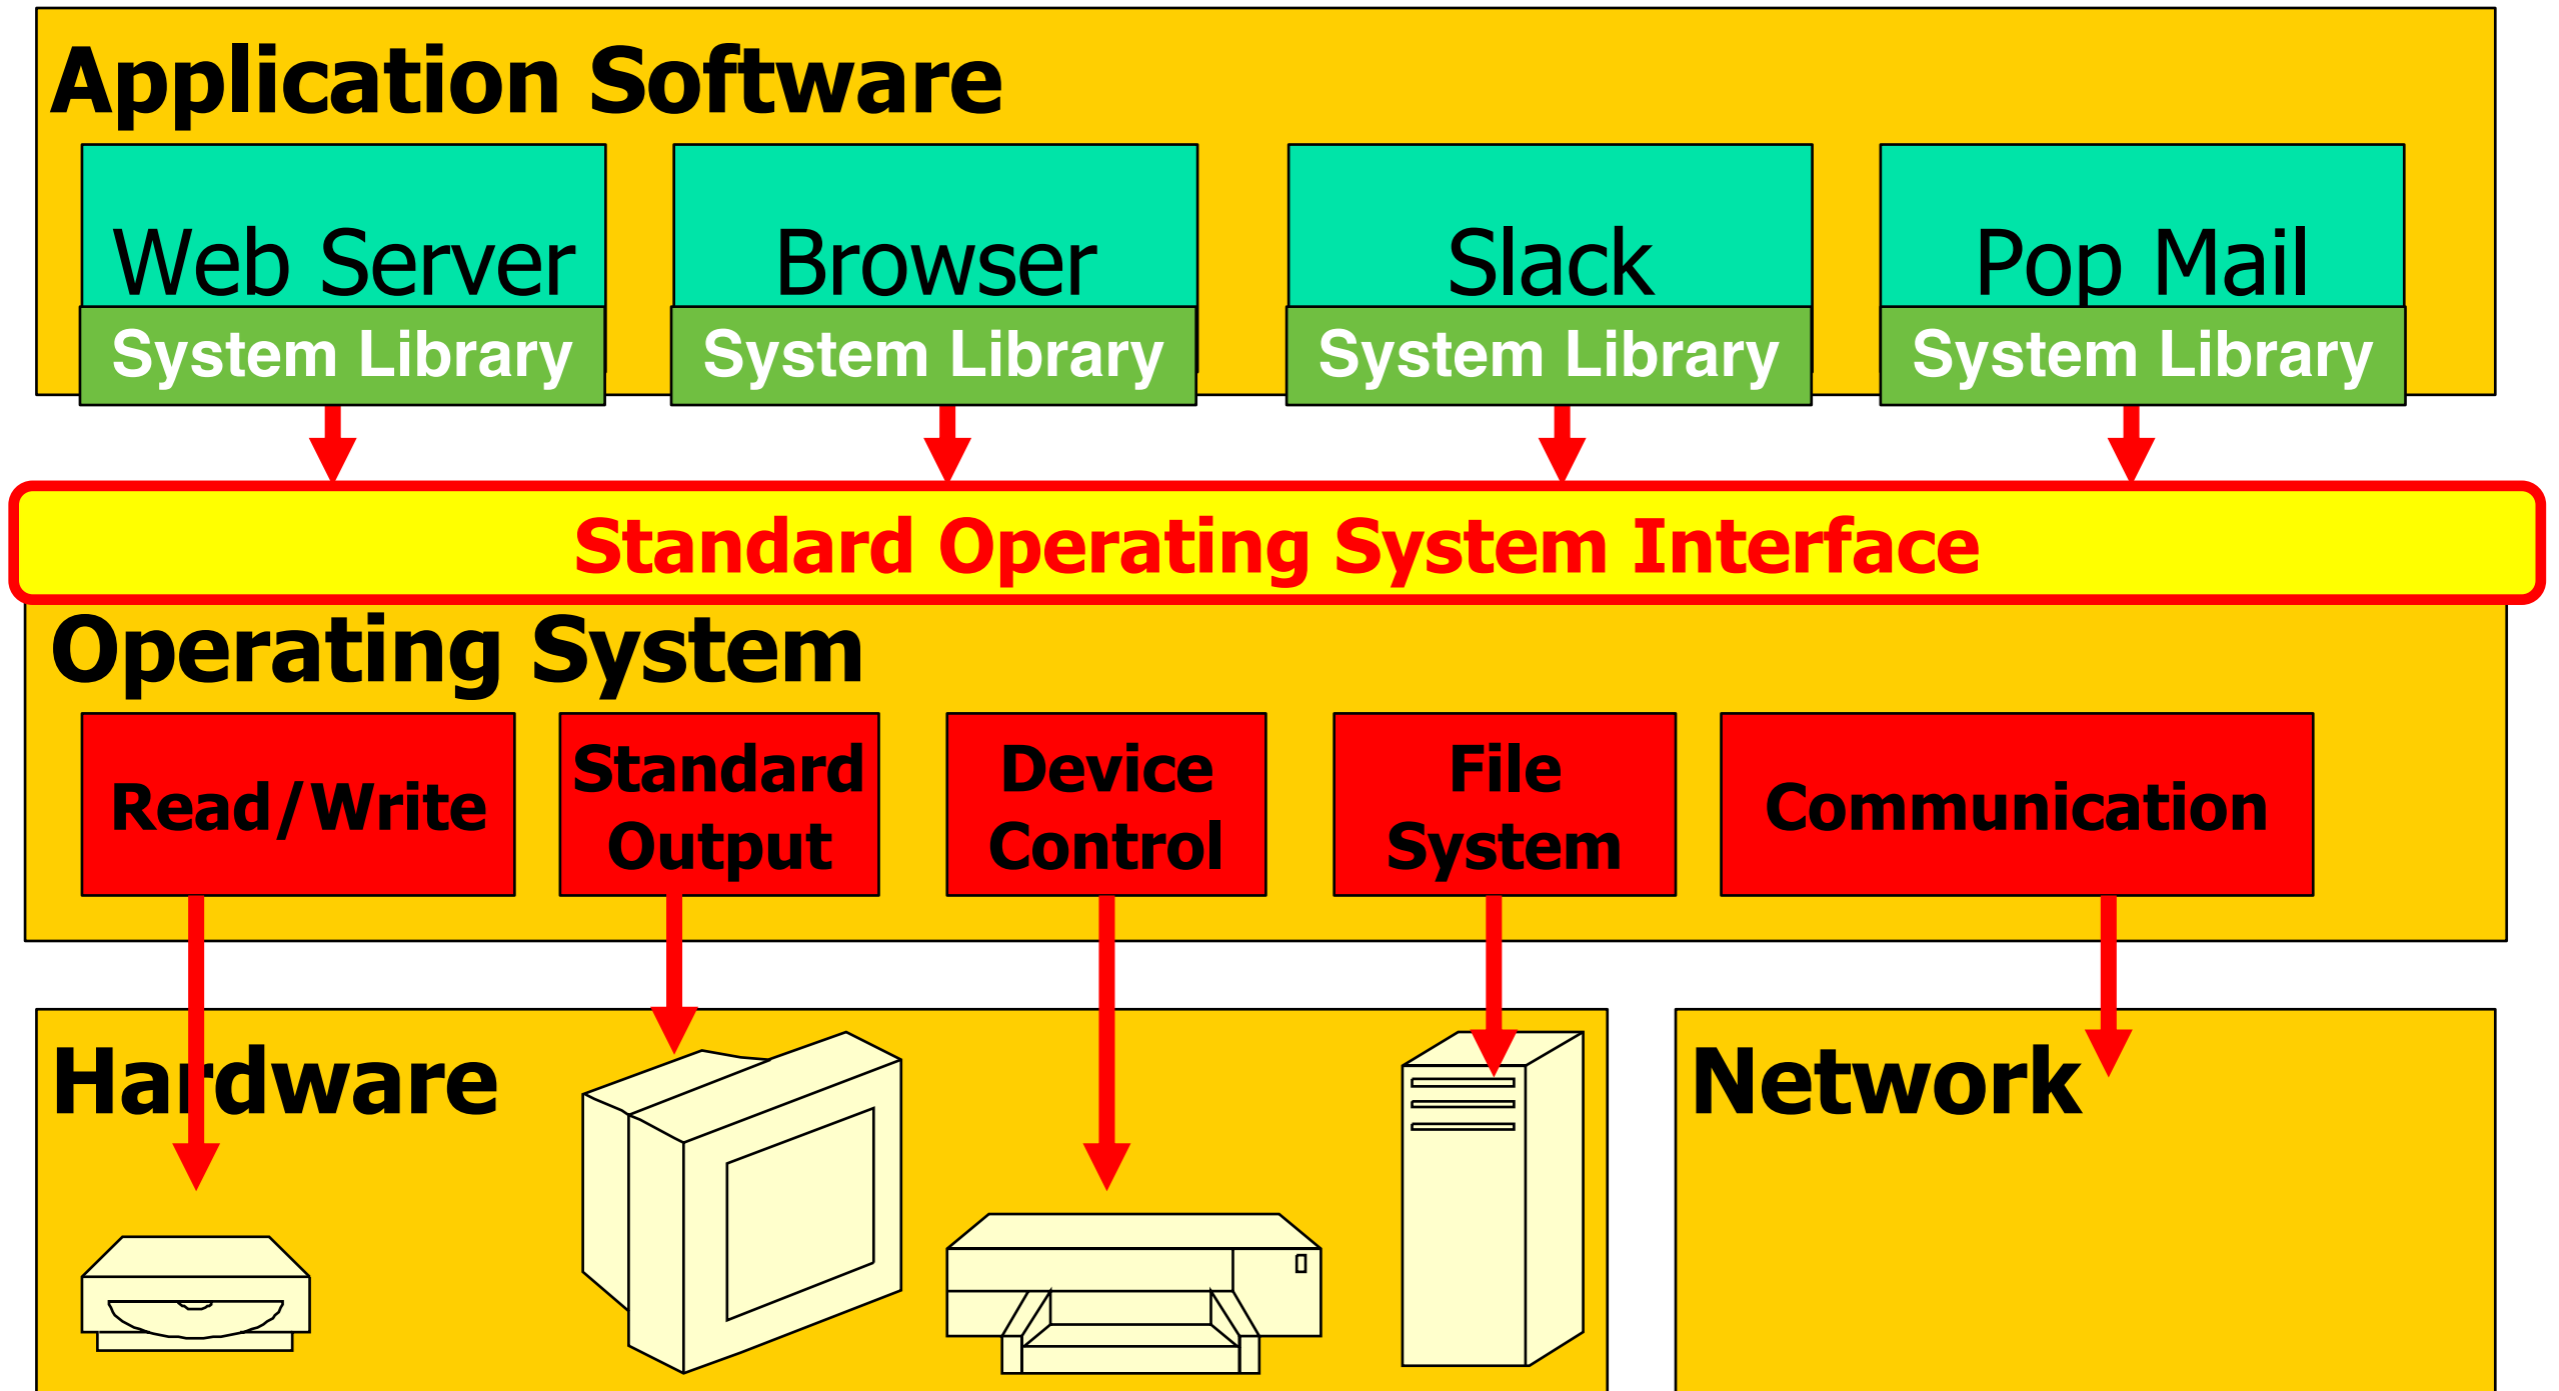 Application Software
Web Server
Browser
Slack
Pop Mail
System Library
System Library
System Library
System Library
Standard Operating System Interface
Operating System
Read/Write
Standard
Output
Device
Control
File
System
Communication
Hardware
Network